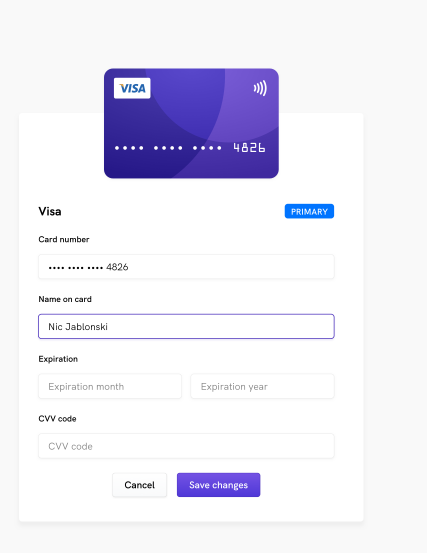 VISA
•••• •••• •••• 4826
Visa
PRIMARY
Card number
•••• •••• •••• 4826
Name on card
Nic Jablonski
Expiration
Expiration month Expiration year
CVV code
CVV code
Cancel Save changes